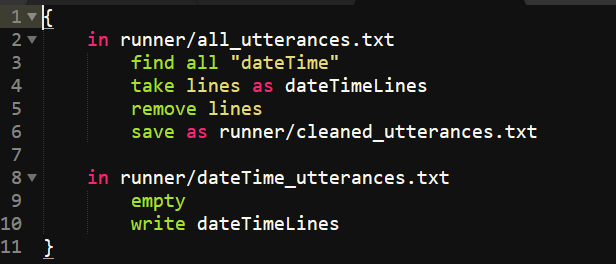 1 {
2     in runner/all_utterances.txt
3         find all "dateTime"
4         take lines as dateTimeLines
5         remove lines
6         save as runner/cleaned_utterances.txt
7
8     in runner/dateTime_utterances.txt
9         empty
10         write dateTimeLines
11 }